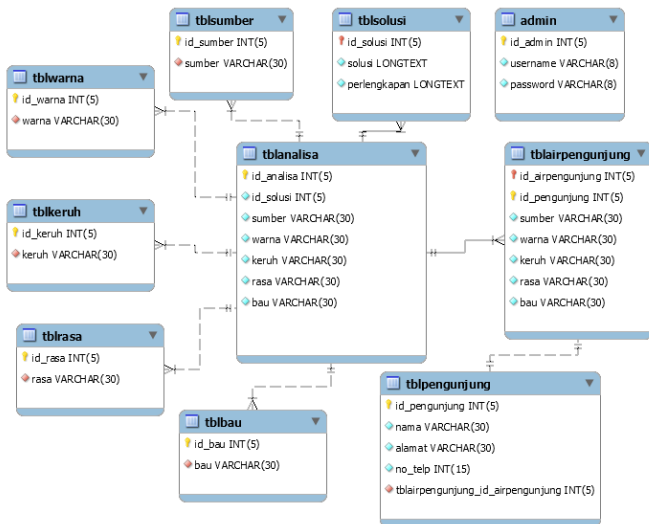 tblsumber
id_sumber INT(5)
sumber VARCHAR(30)
tblsolusi
id_solusi INT(5)
solusi LONGTEXT
perlengkapan LONGTEXT
admin
id_admin INT(5)
username VARCHAR(8)
password VARCHAR(8)
tblwarna
id_warna INT(5)
warna VARCHAR(30)
tblanalisa
id_analisa INT(5)
id_solusi INT(5)
sumber VARCHAR(30)
warna VARCHAR(30)
keruh VARCHAR(30)
rasa VARCHAR(30)
bau VARCHAR(30)
tblairpengunjung
id_airpengunjung INT(5)
id_pengunjung INT(5)
sumber VARCHAR(30)
warna VARCHAR(30)
keruh VARCHAR(30)
rasa VARCHAR(30)
bau VARCHAR(30)
tblkeruh
id_keruh INT(5)
keruh VARCHAR(30)
tblrasa
id_rasa INT(5)
rasa VARCHAR(30)
tblbau
id_bau INT(5)
bau VARCHAR(30)
tblpengunjung
id_pengunjung INT(5)
nama VARCHAR(30)
alamat VARCHAR(30)
no_telp INT(15)
tblairpengunjung_id_airpengunjung INT(5)